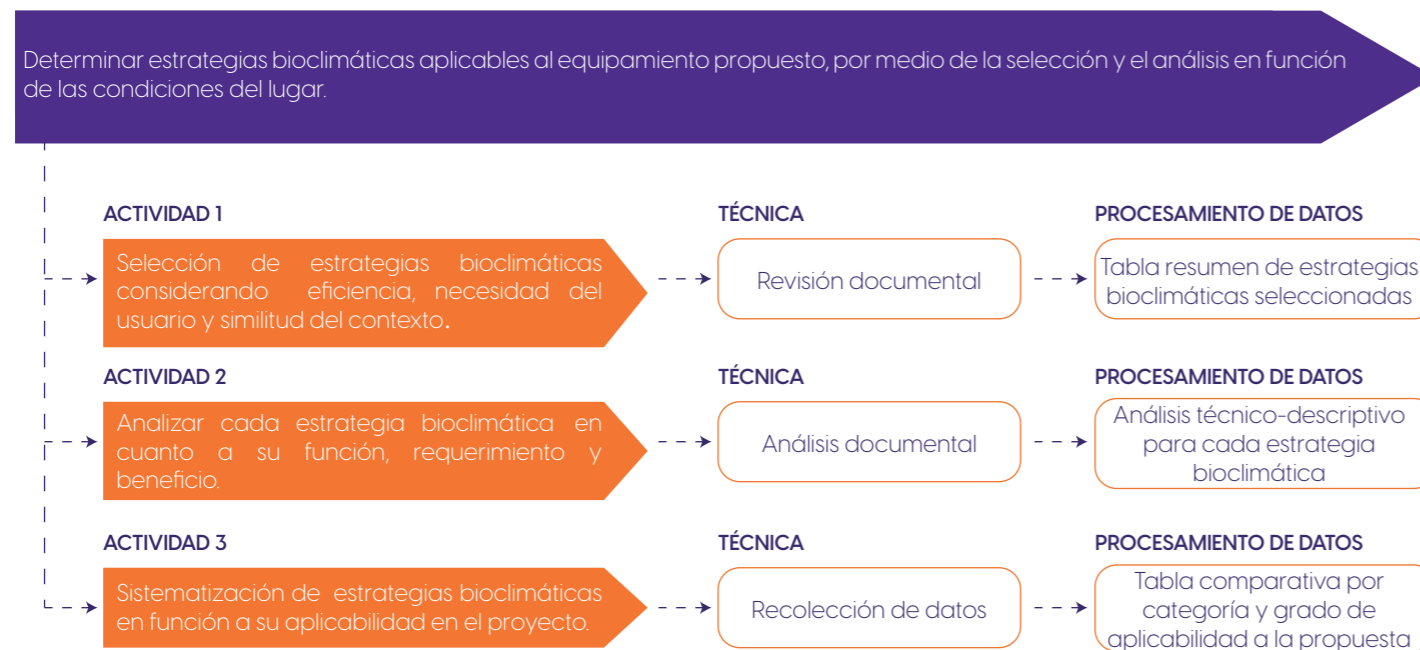 Determinar estrategias bioclimáticas aplicables al equipamiento propuesto, por medio de la selección y el análisis en función
de las condiciones del lugar.
ACTIVIDAD 1
TÉCNICA
PROCESAMIENTO DE DATOS
Selección de estrategias bioclimáticas
considerando eficiencia, necesidad del
usuario y similitud del contexto.
Revisión documental
Tabla resumen de estrategias
bioclimáticas seleccionadas
ACTIVIDAD 2
TÉCNICA
PROCESAMIENTO DE DATOS
Analizar cada estrategia bioclimática en
cuanto a su función, requerimiento y
beneficio.
Análisis documental
Análisis técnico-descriptivo
para cada estrategia
bioclimática
ACTIVIDAD 3
TÉCNICA
PROCESAMIENTO DE DATOS
Sistematización de estrategias bioclimáticas
en función a su aplicabilidad en el proyecto.
Recolección de datos
Tabla comparativa por
categoría y grado de
aplicabilidad a la propuesta